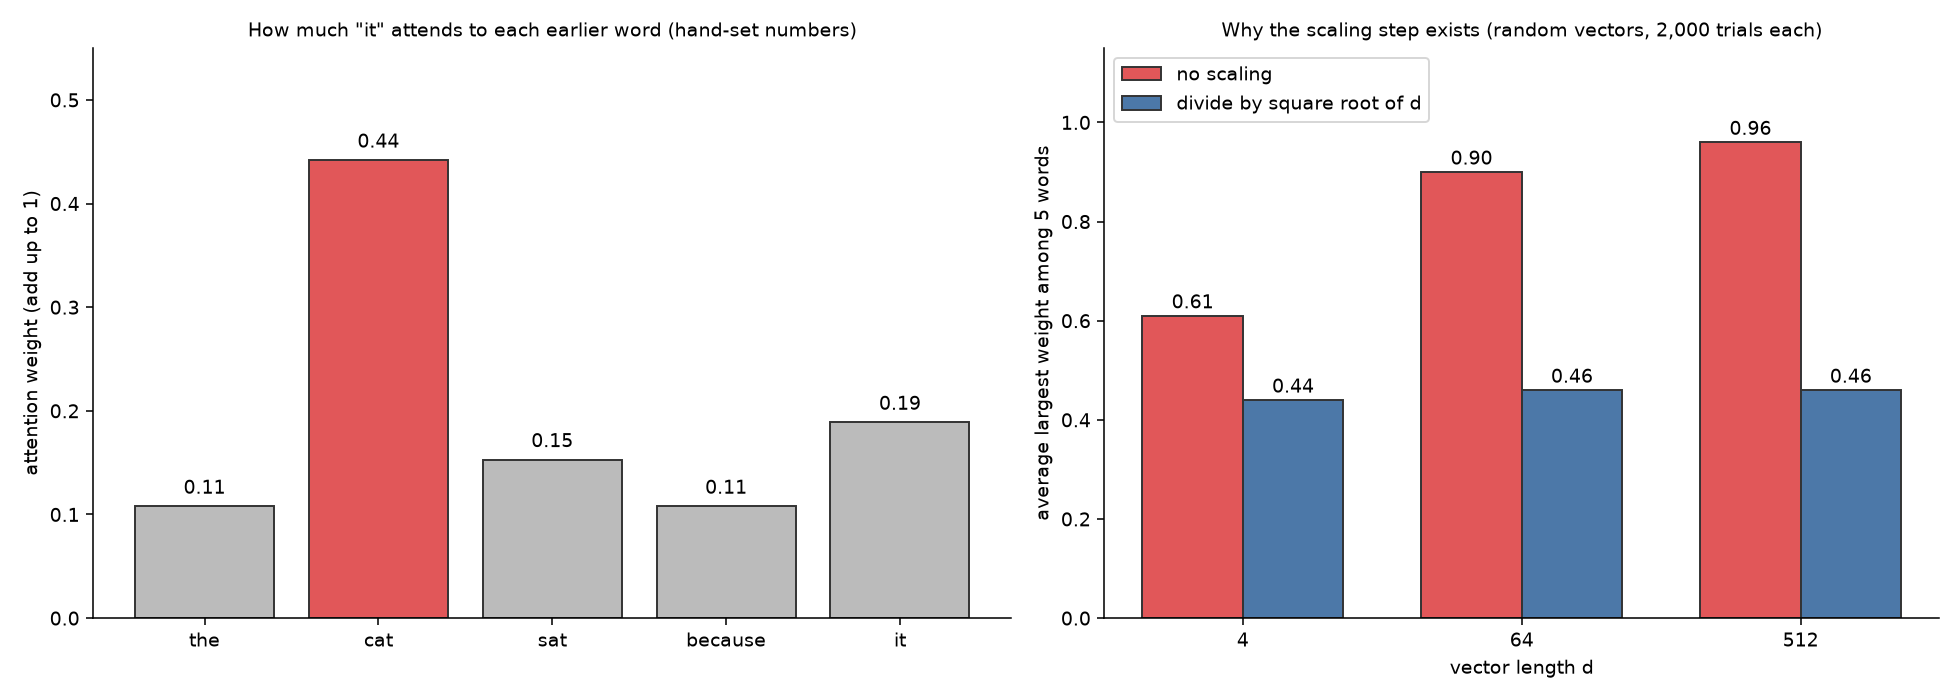 How much "it" attends to each earlier word (hand-set numbers)
attention weight (add up to 1)
0.5
0.4
0.3
0.2
0.1
0.0
0.11
0.44
0.15
0.11
0.19
the
cat
sat
because
it
Why the scaling step exists (random vectors, 2,000 trials each)
no scaling
divide by square root of d
average largest weight among 5 words
1.0
0.8
0.6
0.4
0.2
0.0
0.61
0.44
0.90
0.46
0.96
0.46
4
64
512
vector length d